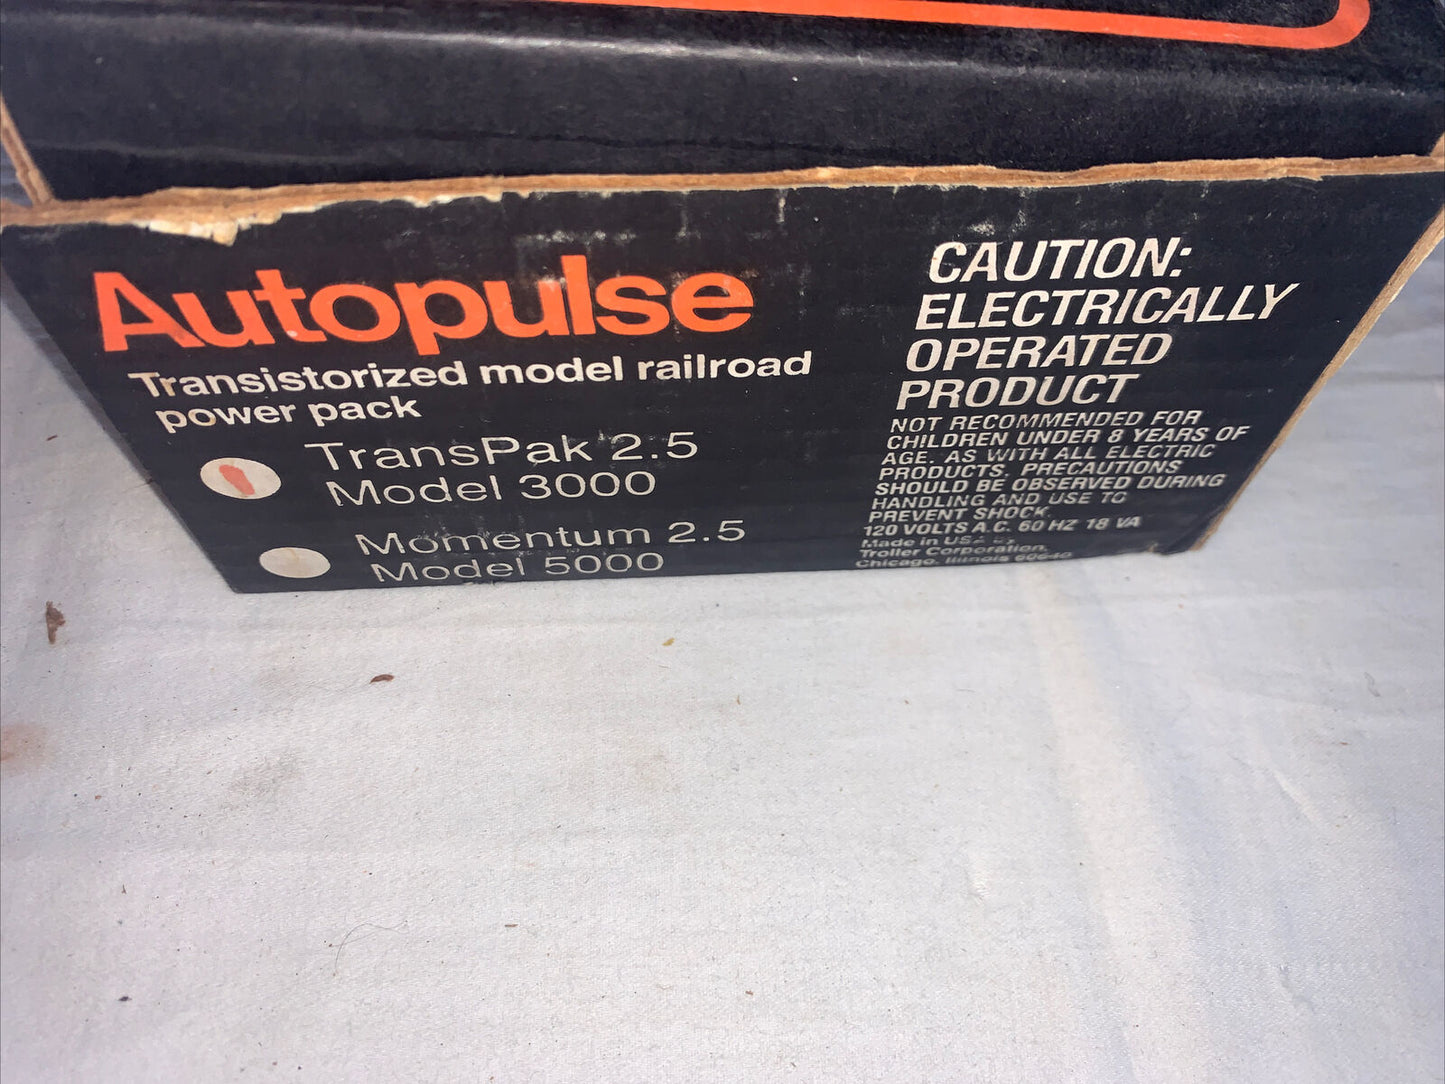 Autopulse
Transistorized model railroad
power pack
TransPak 2.5
Model 3000
Momentum 2.5
Model 5000
CAUTION:
ELECTRICALLY
OPERATED
PRODUCT
NOT RECOMMENDED FOR
CHILDREN UNDER 8 YEARS OF
AGE. AS WITH ALL ELECTRIC
PRODUCTS, PRECAUTIONS
SHOULD BE OBSERVED DURING
HANDLING AND USE TO
PREVENT SHOCK.
120 VOLTS A.C. 60 HZ 18 VA
Made in USA by
Troller Corporation,
Chicago, Illinois 60640